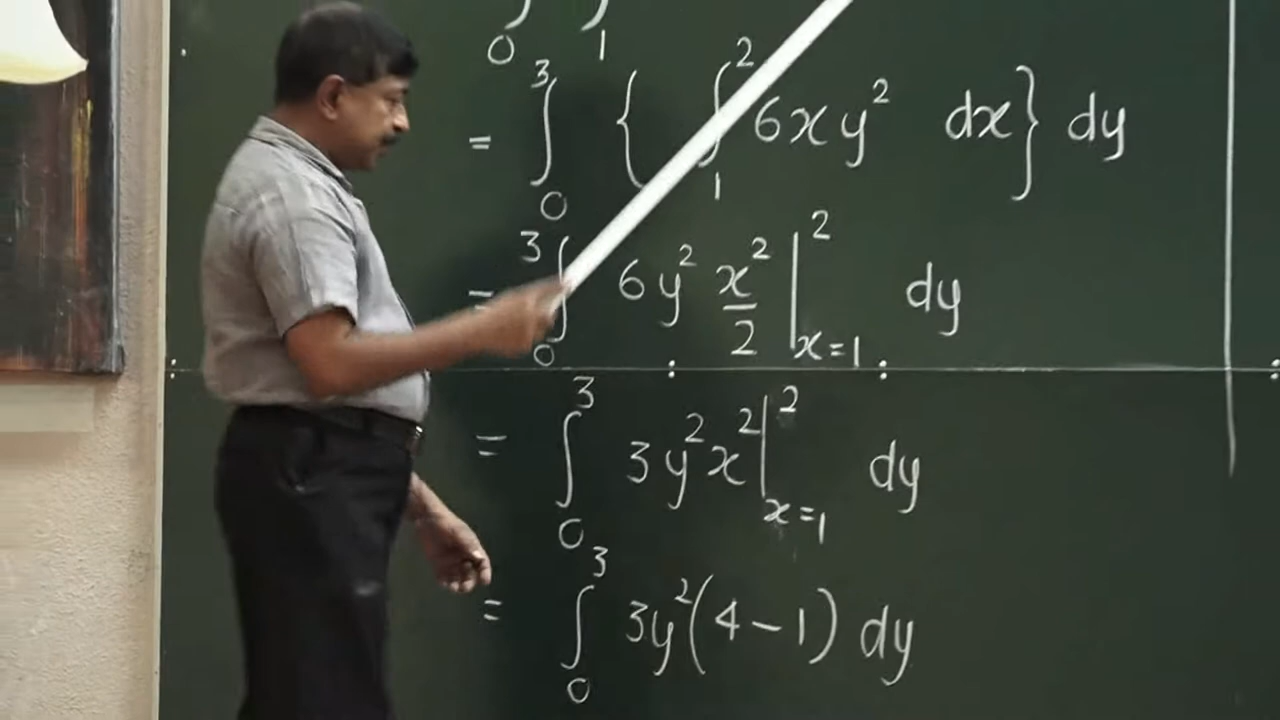 ∫₀ ∫₁
= ∫₀³ { ∫₁² 6xy² dx } dy
= ∫₀³ 6y² x²/2 |ₓ₌₁² dy
= ∫₀³ 3y²x² |ₓ₌₁² dy
= ∫₀³ 3y²(4 − 1) dy